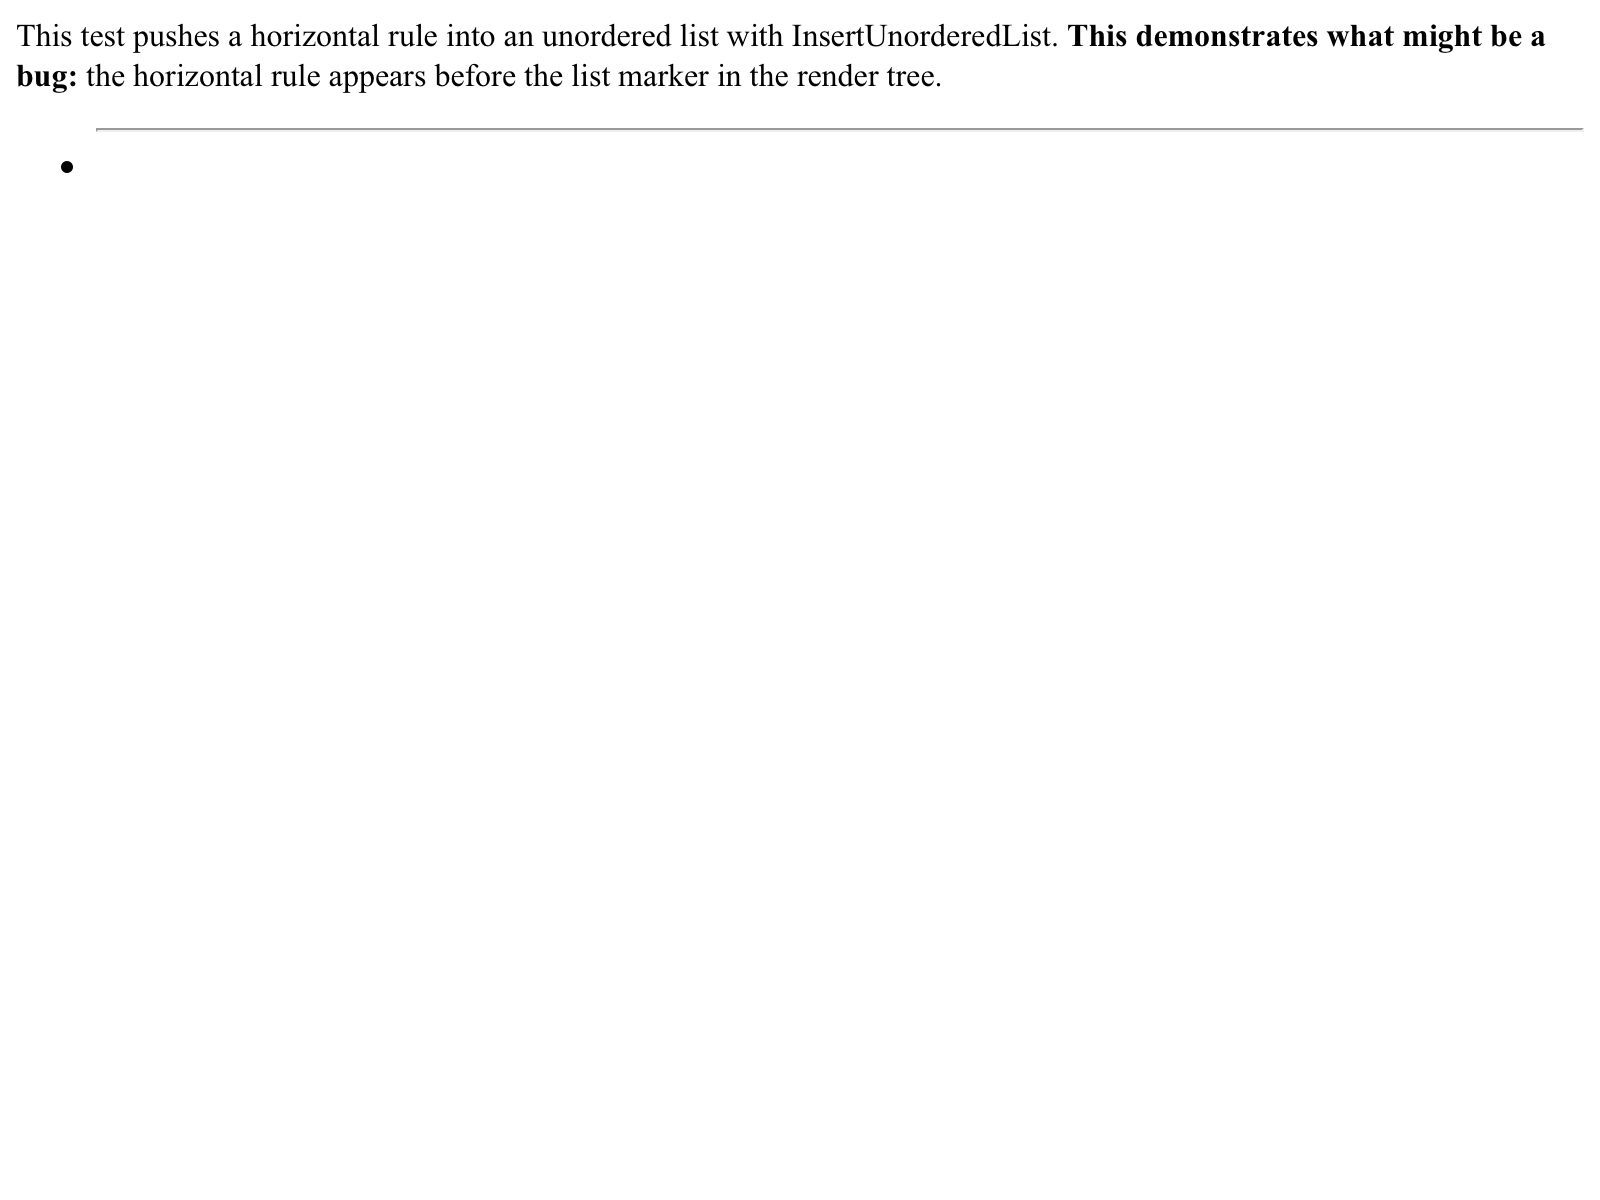 This test pushes a horizontal rule into an unordered list with InsertUnorderedList. This demonstrates what might be a
bug: the horizontal rule appears before the list marker in the render tree.